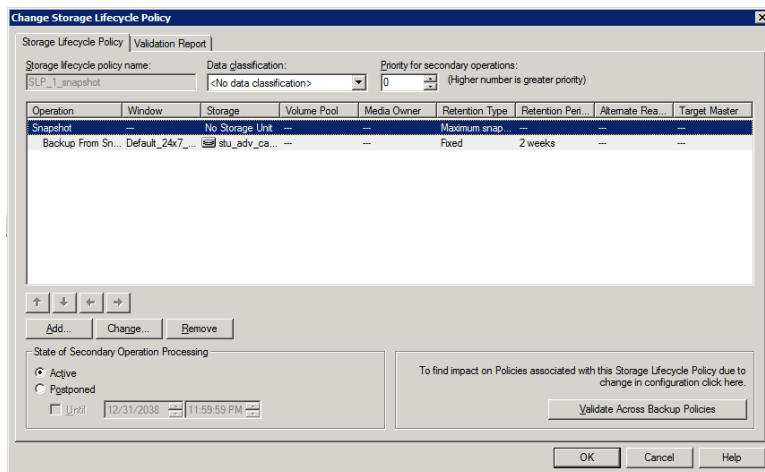 Change Storage Lifecycle Policy
Storage Lifecycle Policy Validation Report
Storage lifecycle policy name: Data classification: Priority for secondary operations:
SLP_1_snapshot <No data classification> 0 (Higher number is greater priority)
Operation Window Storage Volume Pool Media Owner Retention Type Retention Peri... Alternate Rea... Target Master
Snapshot --- No Storage Unit --- --- Maximum snap... --- --- ---
Backup From Sn... Default_24x7_... stu_adv_ca... --- --- Fixed 2 weeks --- ---
Add... Change... Remove
State of Secondary Operation Processing
Active
Postponed
Until 12/31/2038 11:59:59 PM
To find impact on Policies associated with this Storage Lifecycle Policy due to
change in configuration click here.
Validate Across Backup Policies
OK Cancel Help